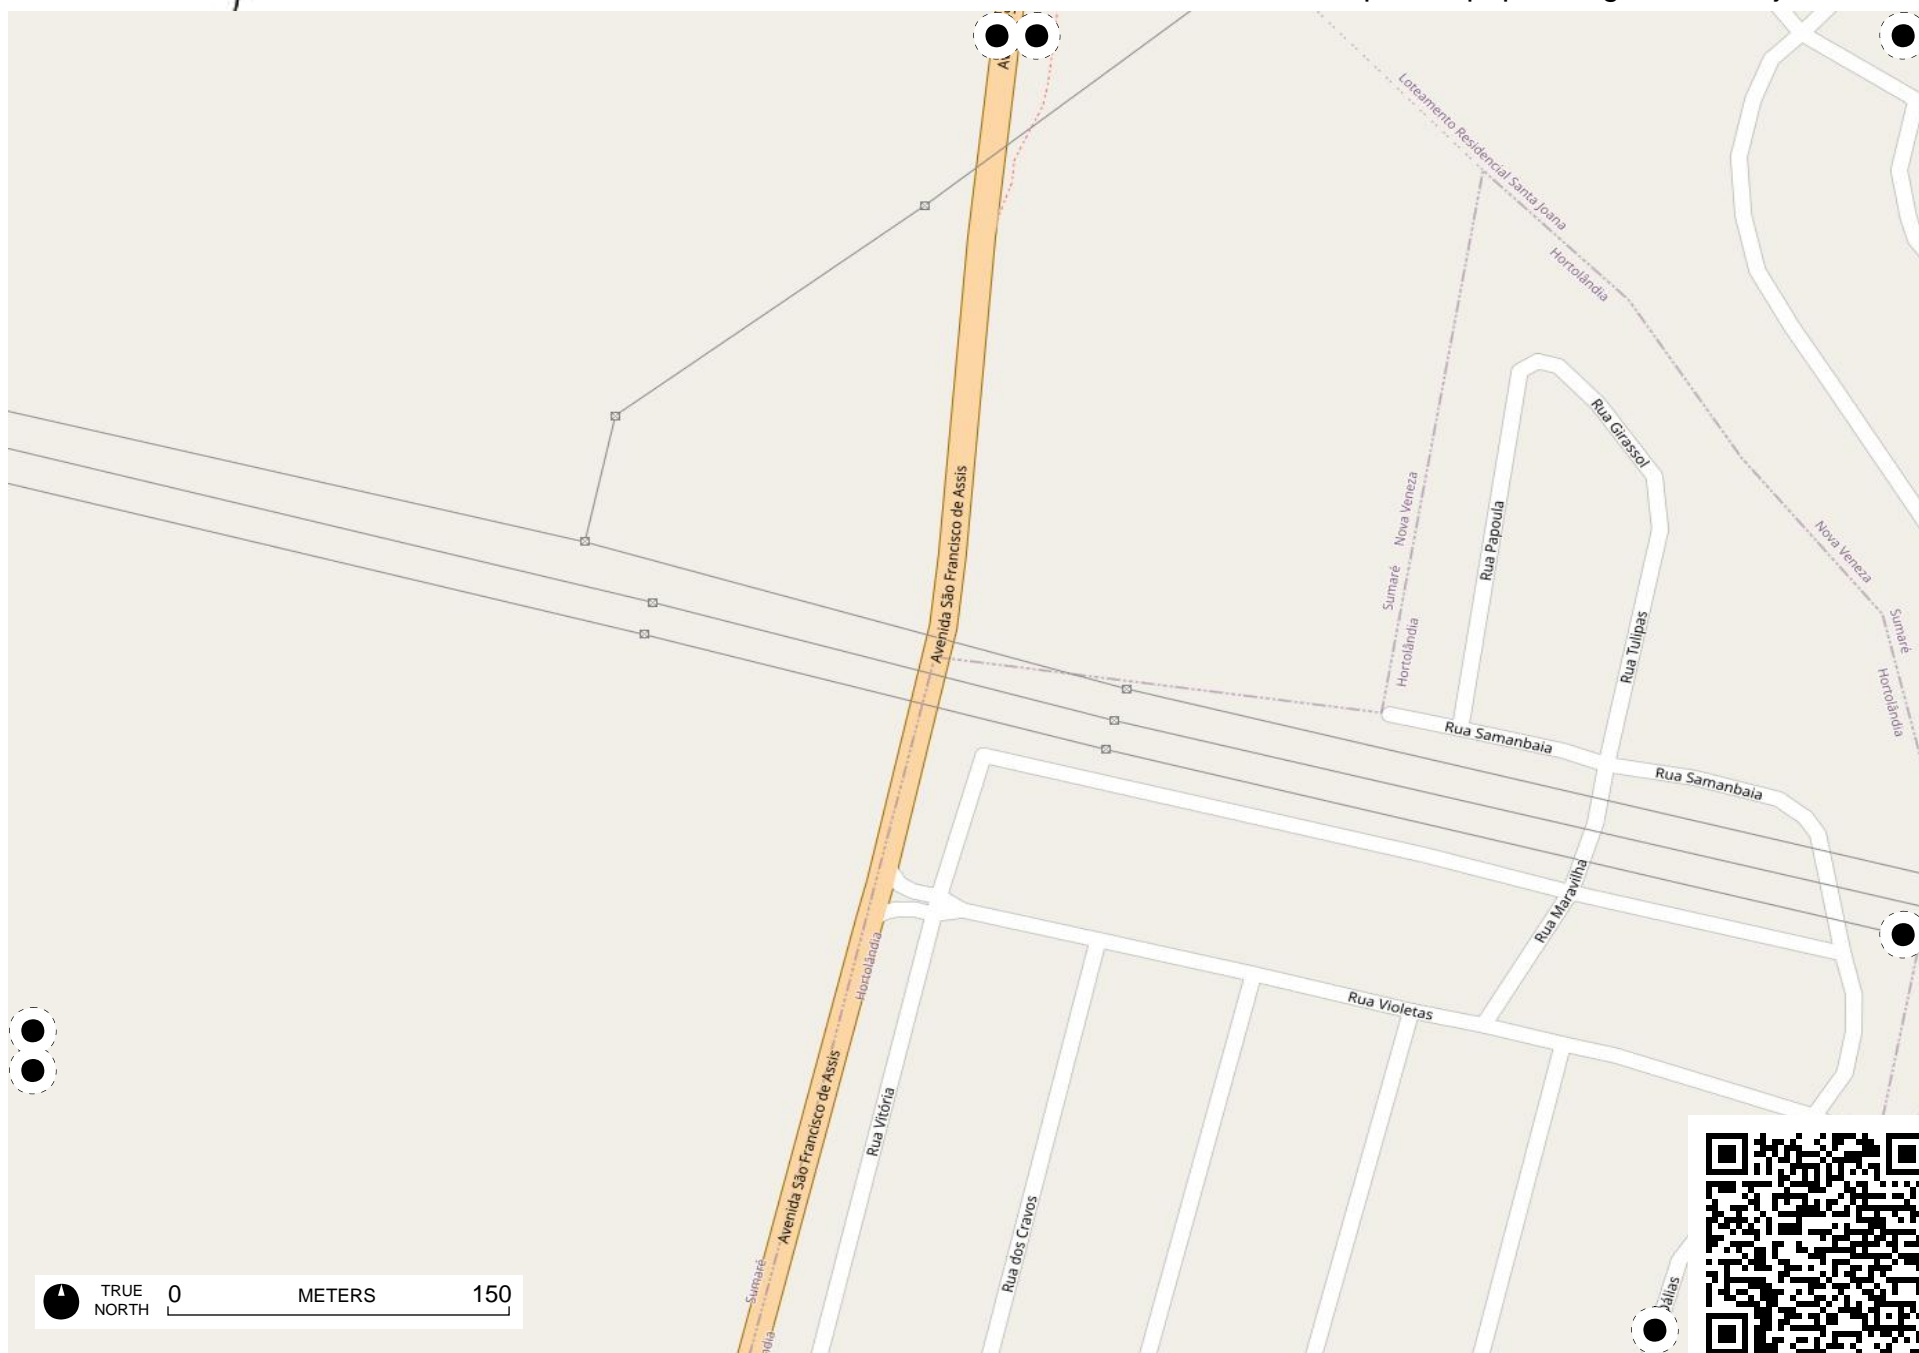 Loteamento Residencial Santa Joana
Hortolândia
Rua Girassol
Avenida São Francisco de Assis
Nova Veneza
Sumaré
Hortolândia
Rua Papoula
Rua Tulipas
Nova Veneza
Sumaré
Hortolândia
Rua Samanbaia
Rua Samanbaia
Rua Maravilha
Hortolândia
Rua Violetas
Avenida São Francisco de Assis
Rua Vitória
Rua dos Cravos
Sumaré
TRUE
NORTH
0 METERS 150